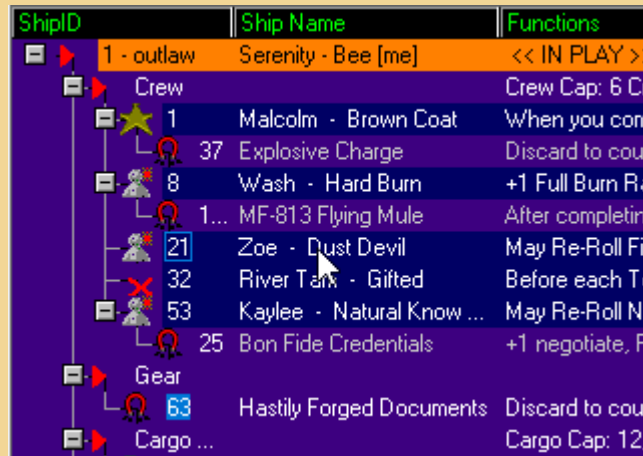 ShipID Ship Name Functions
1 - outlaw Serenity - Bee [me] << IN PLAY >
Crew Crew Cap: 6 C
1 Malcolm - Brown Coat When you con
37 Explosive Charge Discard to cou
8 Wash - Hard Burn +1 Full Burn Ra
1... MF-813 Flying Mule After completin
21 Zoe - Dust Devil May Re-Roll Fi
32 River Tam - Gifted Before each T
53 Kaylee - Natural Know ... May Re-Roll N
25 Bon Fide Credentials +1 negotiate, F
Gear
63 Hastily Forged Documents Discard to cou
Cargo ... Cargo Cap: 12